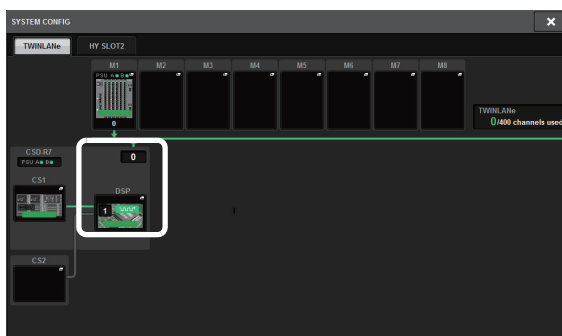 SYSTEM CONFIG
TWINLANe HY SLOT2
M1 M2 M3 M4 M5 M6 M7 M8
PSU A B
0
TWINLANe
0/400 channels used
0
CSD-R7
PSU A B
CS1
DSP
1
CS2